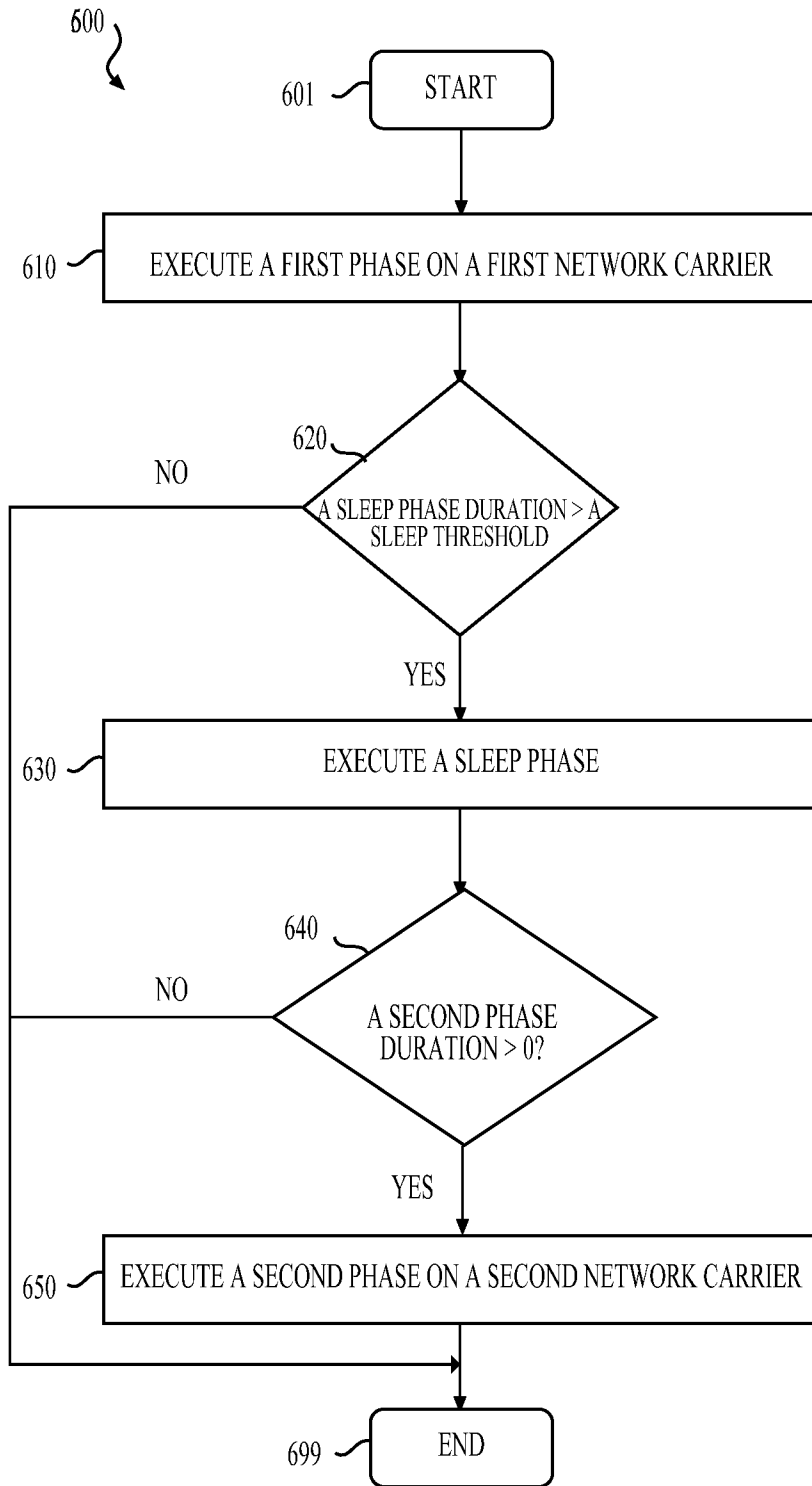 600
601
START
610
EXECUTE A FIRST PHASE ON A FIRST NETWORK CARRIER
620
NO
A SLEEP PHASE DURATION > A
SLEEP THRESHOLD
YES
630
EXECUTE A SLEEP PHASE
640
NO
A SECOND PHASE
DURATION > 0?
YES
650
EXECUTE A SECOND PHASE ON A SECOND NETWORK CARRIER
699
END